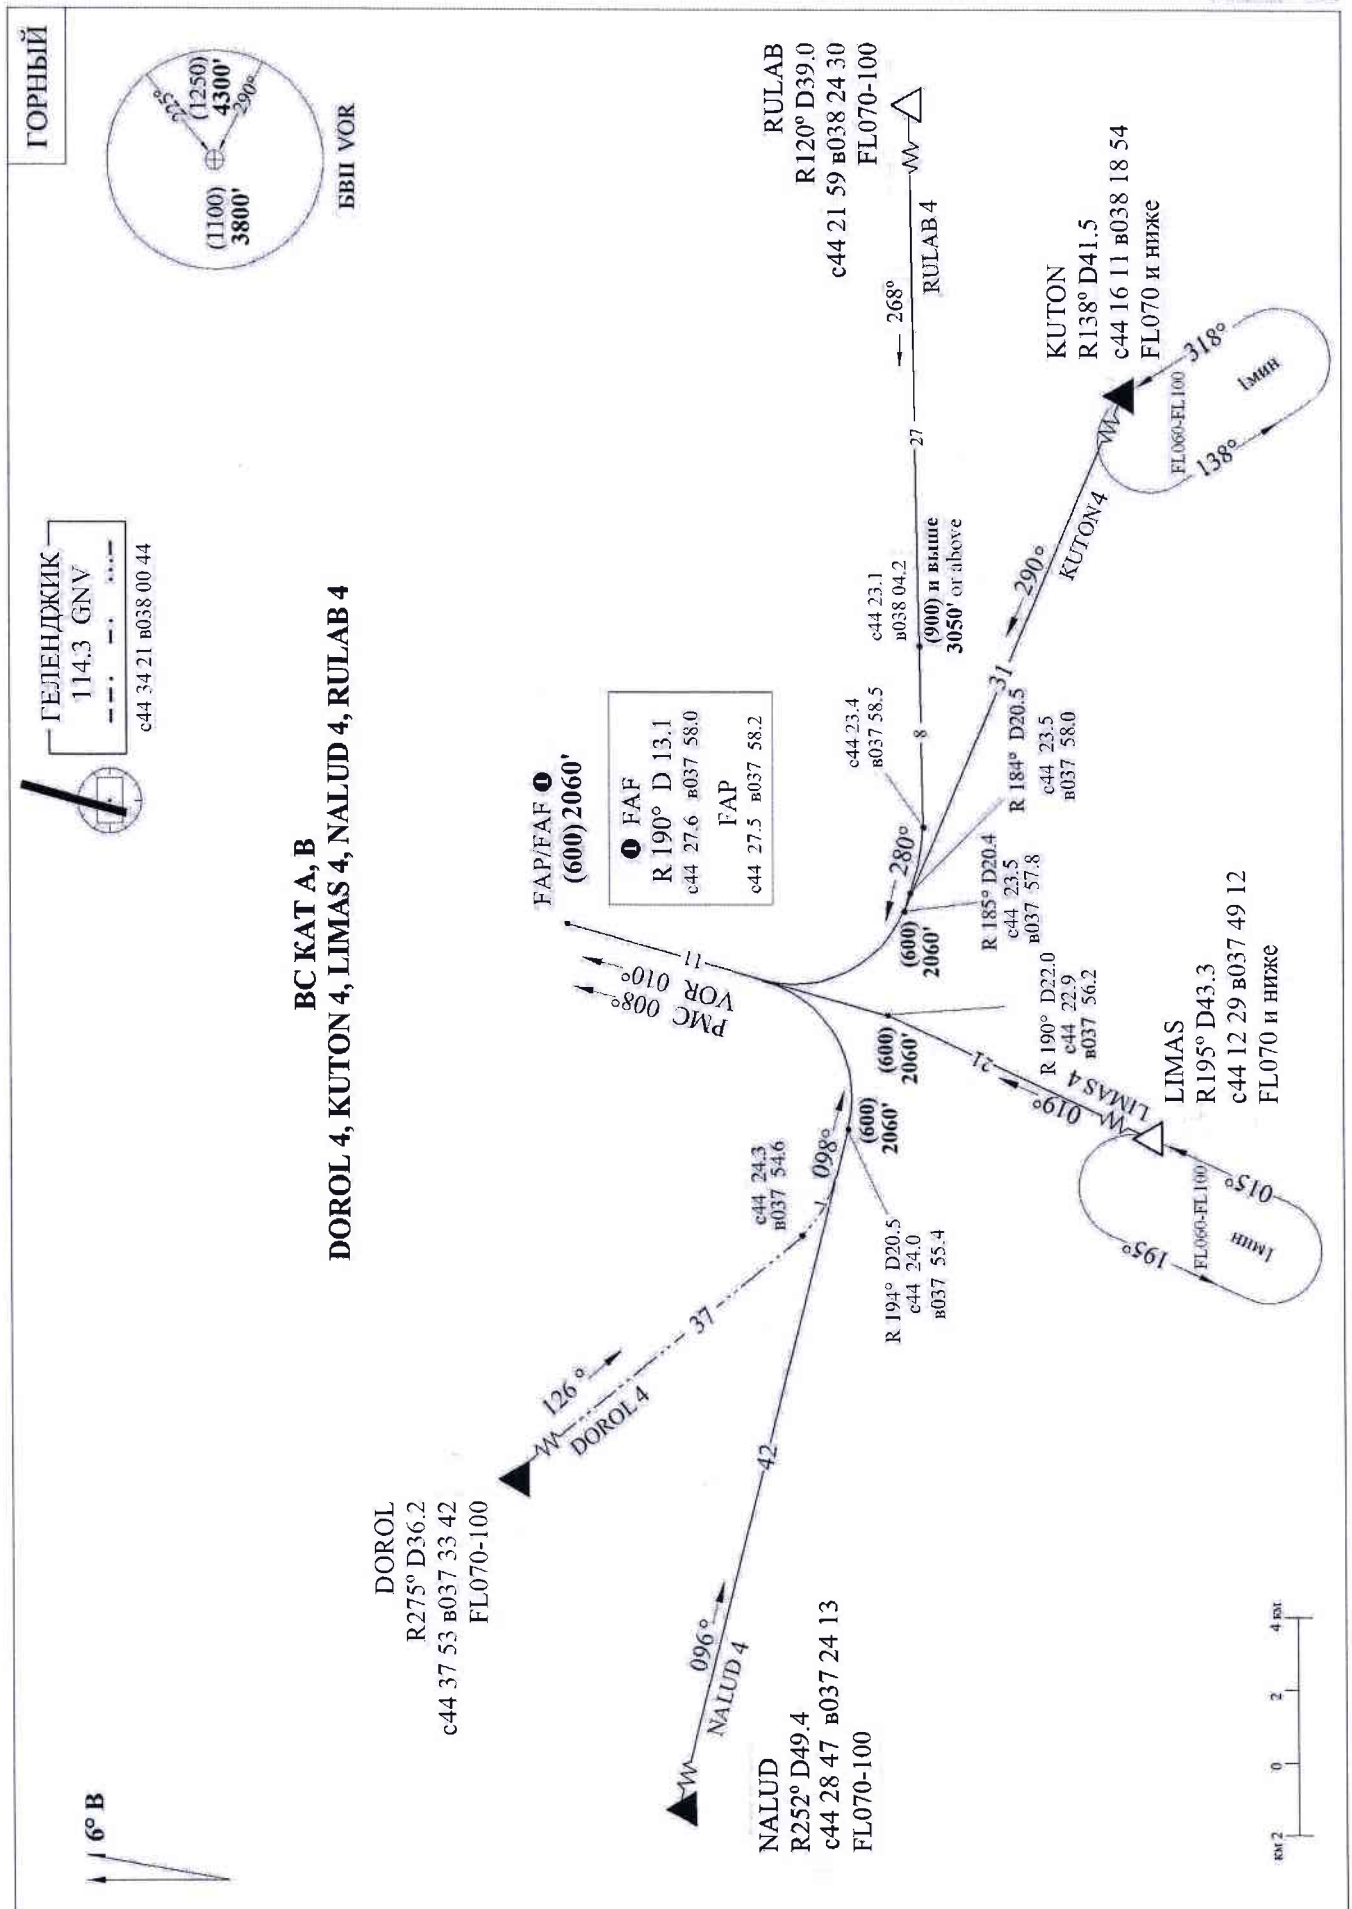 ГОРНЫЙ
6° В
ГЕЛЕНДЖИК
114.3 GNV
с44 34 21 в038 00 44
225°
(1250)
4300'
290°
(1100)
3800'
БВП VOR
ВС КАТ А, В
DOROL 4, KUTON 4, LIMAS 4, NALUD 4, RULAB 4
DOROL
R275° D36.2
с44 37 53 в037 33 42
FL070-100
126°
DOROL 4
37
с44 24.3
в037 54.6
FAP/FAF ❶
(600) 2060'
❶ FAF
R 190° D 13.1
с44 27.6 в037 58.0
FAP
с44 27.5 в037 58.2
11
РМС 008°
VOR 010°
RULAB
R120° D39.0
с44 21 59 в038 24 30
FL070-100
RULAB 4
268°
27
с44 23.1
в038 04.2
(900) и выше
3050' or above
с44 23.4
в037 58.5
8
280°
NALUD
R252° D49.4
с44 28 47 в037 24 13
FL070-100
096°
NALUD 4
42
098°
(600)
2060'
R 194° D20.5
с44 24.0
в037 55.4
(600)
2060'
R 190° D22.0
с44 22.9
в037 56.2
(600)
2060'
R 185° D20.4
с44 23.5
в037 57.8
R 184° D20.5
с44 23.5
в037 58.0
31
290°
KUTON 4
KUTON
R138° D41.5
с44 16 11 в038 18 54
FL070 и ниже
FL060-FL100
318°
138°
1мин
21
019°
LIMAS 4
LIMAS
R195° D43.3
с44 12 29 в037 49 12
FL070 и ниже
FL060-FL100
015°
195°
1мин
км 2 0 2 4 км